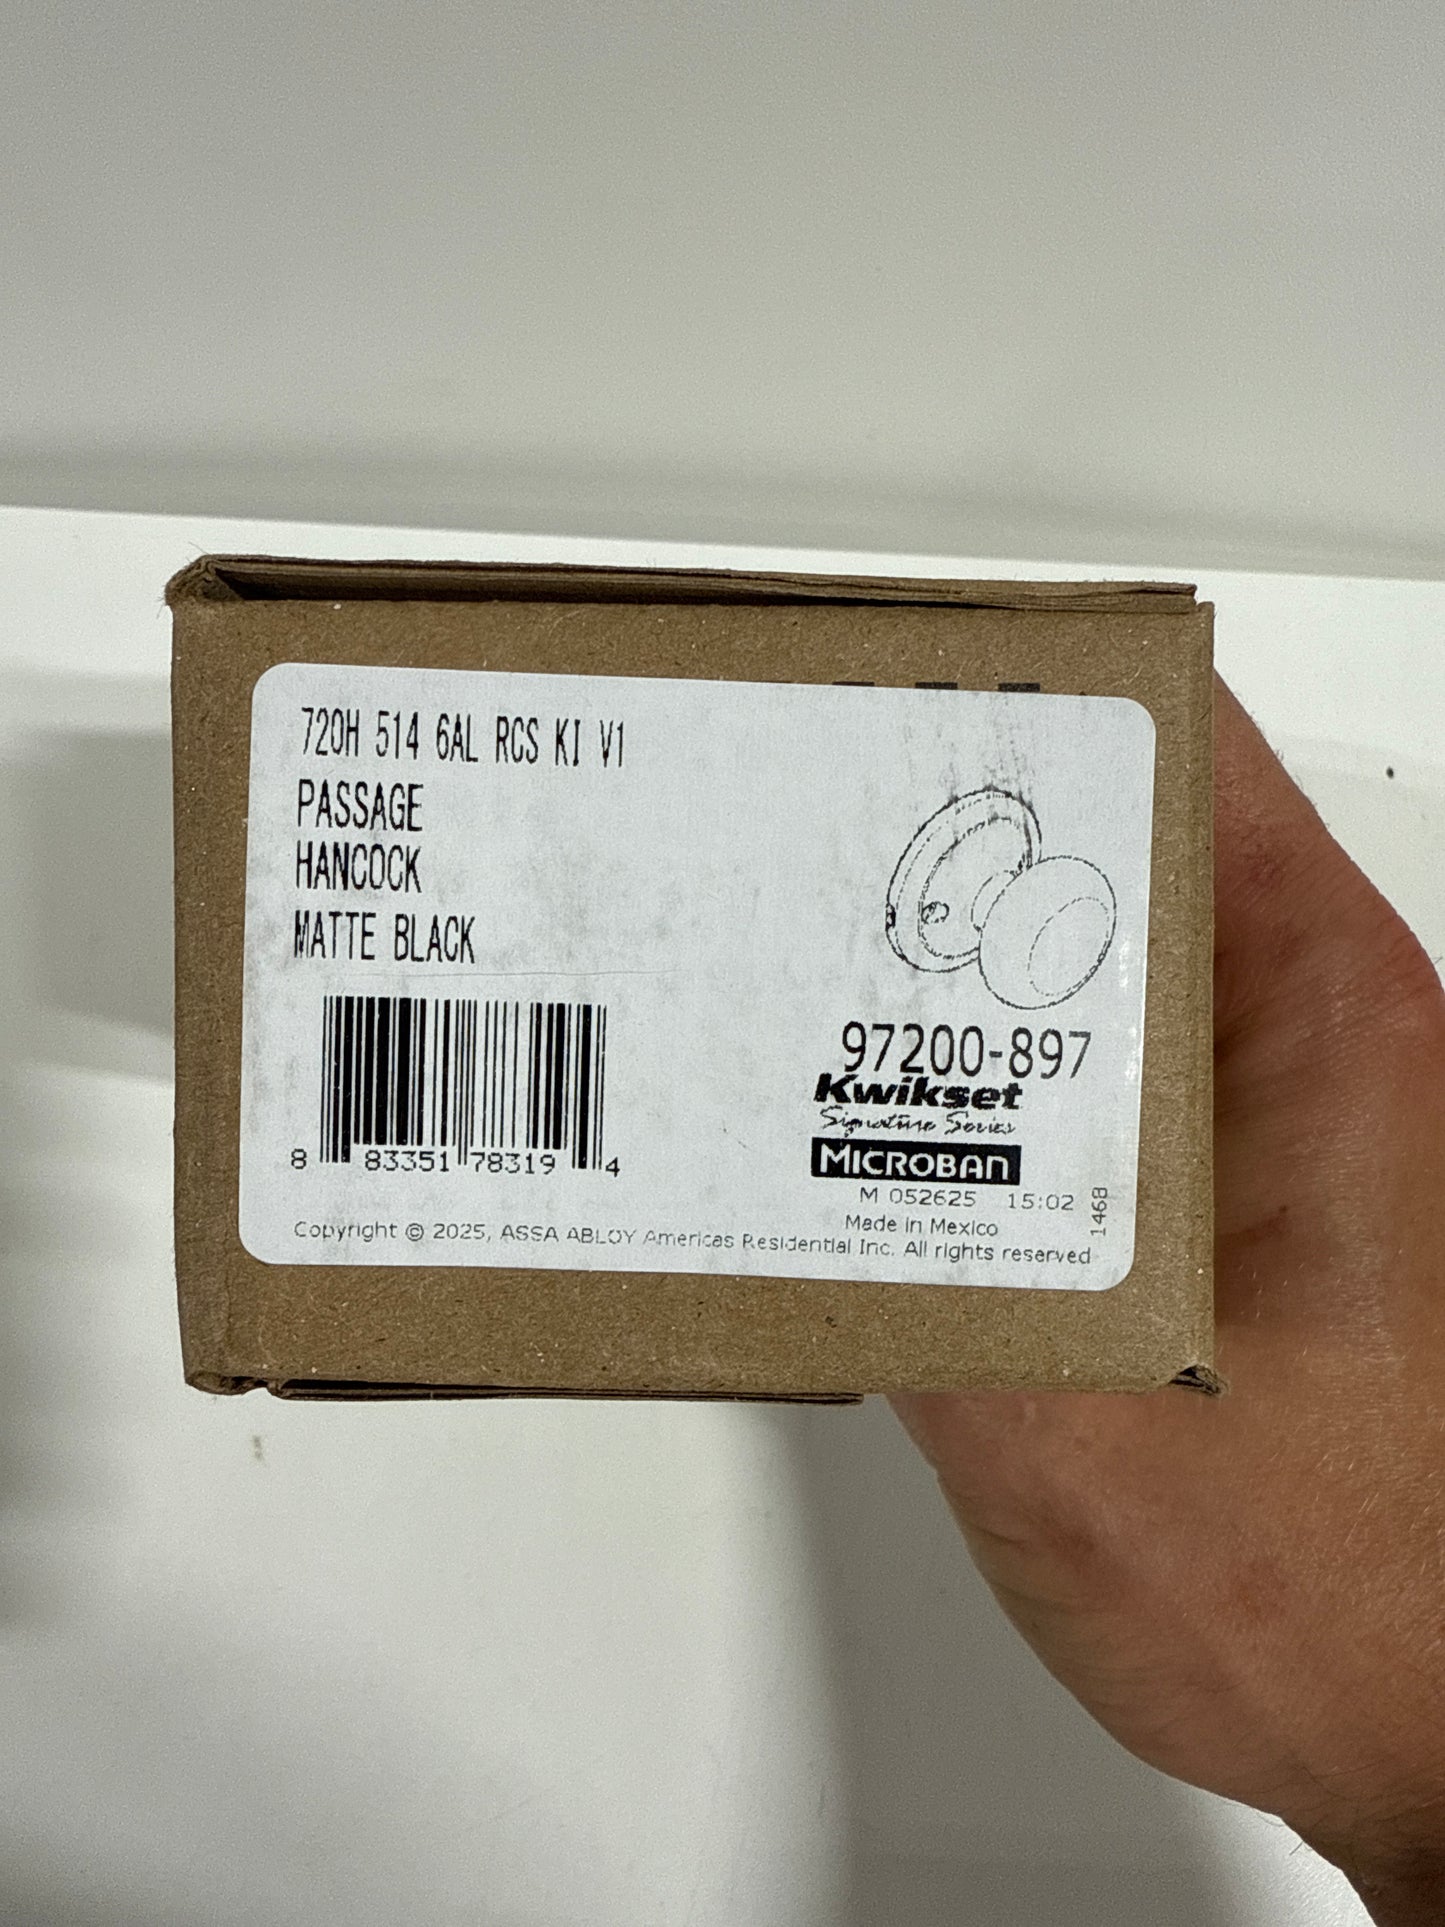 720H 514 6AL RCS KI V1
PASSAGE
HANCOCK
MATTE BLACK
8 83351 78319 4
97200-897
Kwikset
Signature Series
MICROBAN
M 052625 15:02
Made in Mexico
1468
Copyright © 2025, ASSA ABLOY Americas Residential Inc. All rights reserved